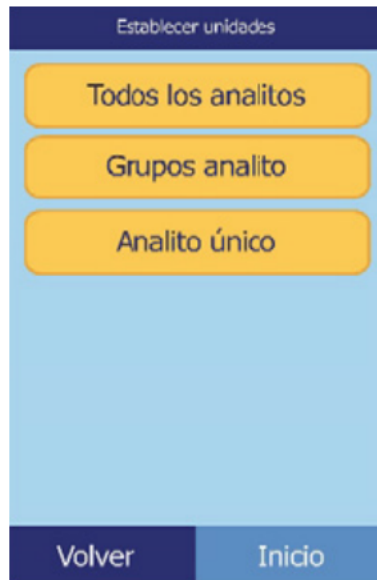 Establecer unidades
Todos los analitos
Grupos analito
Analito único
Volver Inicio